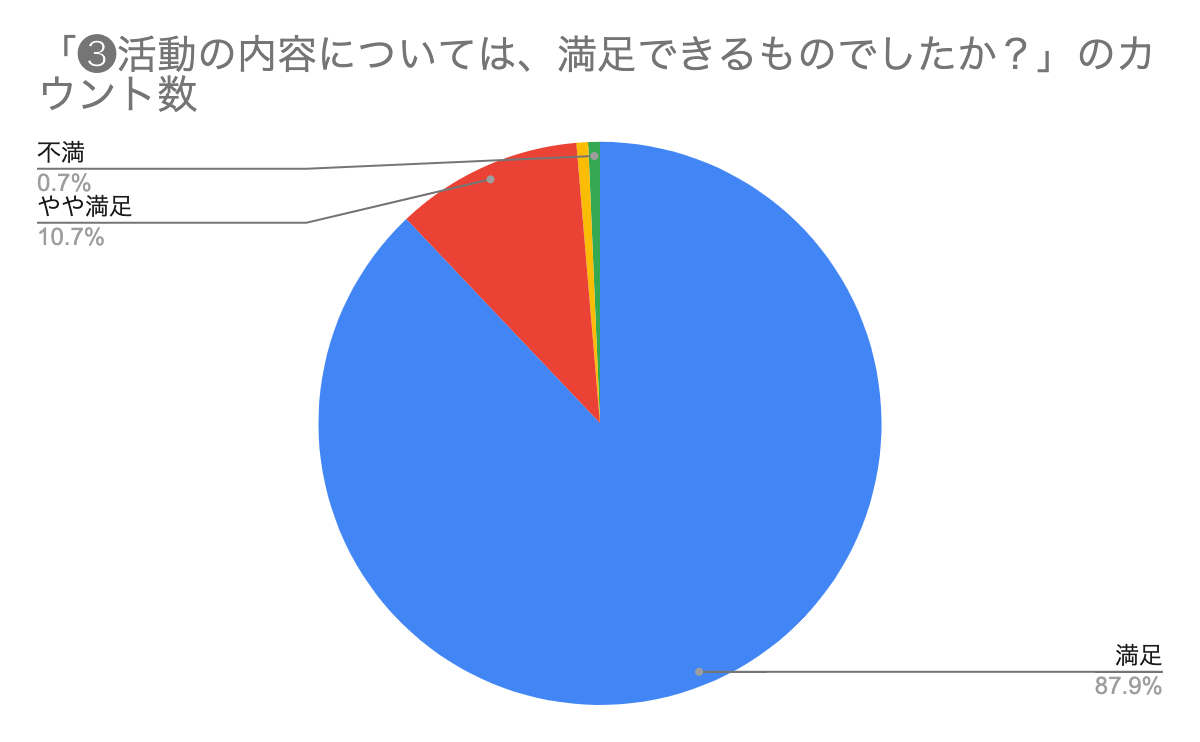 「❸活動の内容については、満足できるものでしたか？」のカ
ウント数
不満
0.7%
やや満足
10.7%
満足
87.9%